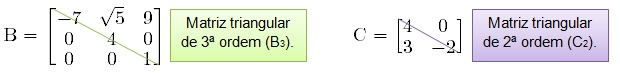 B = [ −7 √5 9 ]
[ 0 4 0 ]
[ 0 0 1 ]
Matriz triangular
de 3ª ordem (B₃).
C = [ 4 0 ]
[ 3 −2 ]
Matriz triangular
de 2ª ordem (C₂).